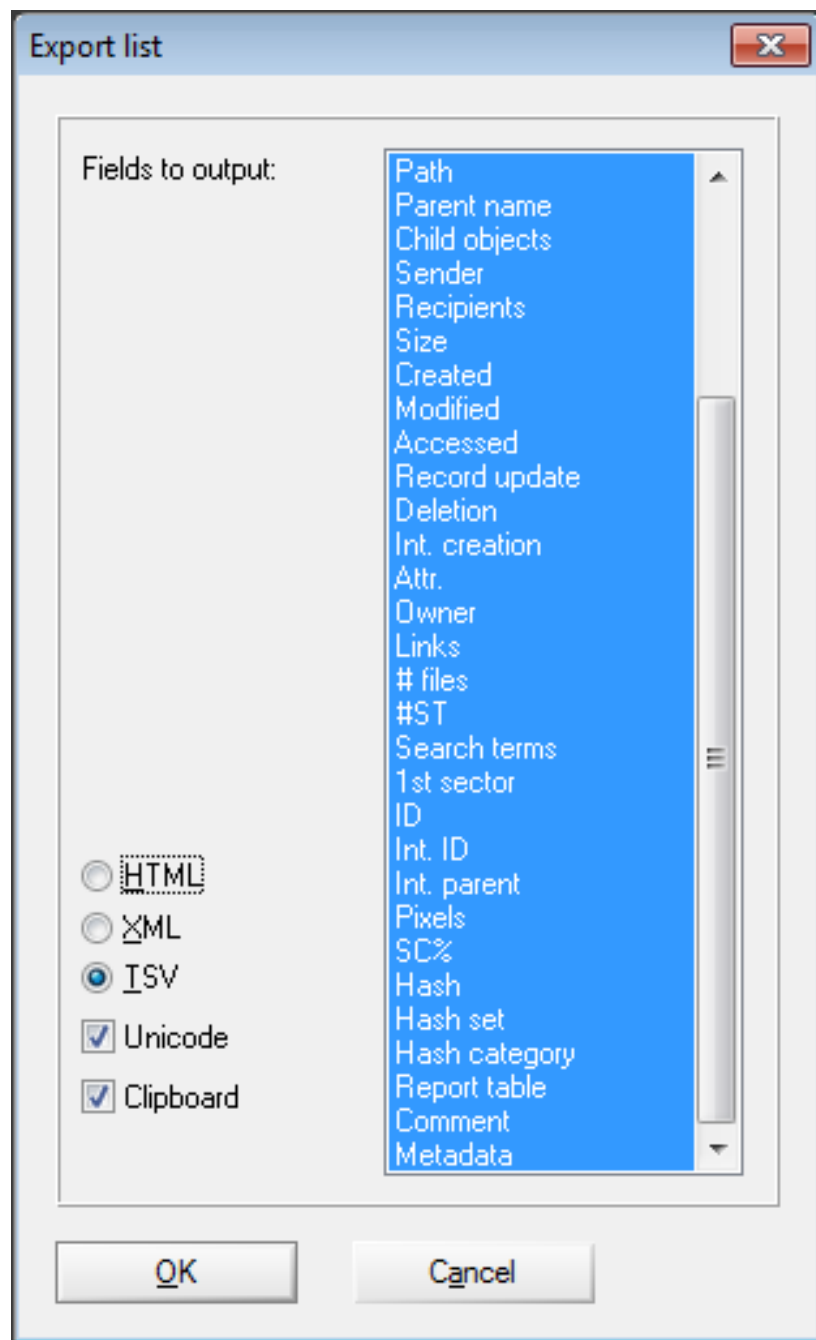 Export list
Fields to output:
Path
Parent name
Child objects
Sender
Recipients
Size
Created
Modified
Accessed
Record update
Deletion
Int. creation
Attr.
Owner
Links
# files
#ST
Search terms
1st sector
ID
Int. ID
Int. parent
Pixels
SC%
Hash
Hash set
Hash category
Report table
Comment
Metadata
HTML
XML
TSV
Unicode
Clipboard
OK
Cancel